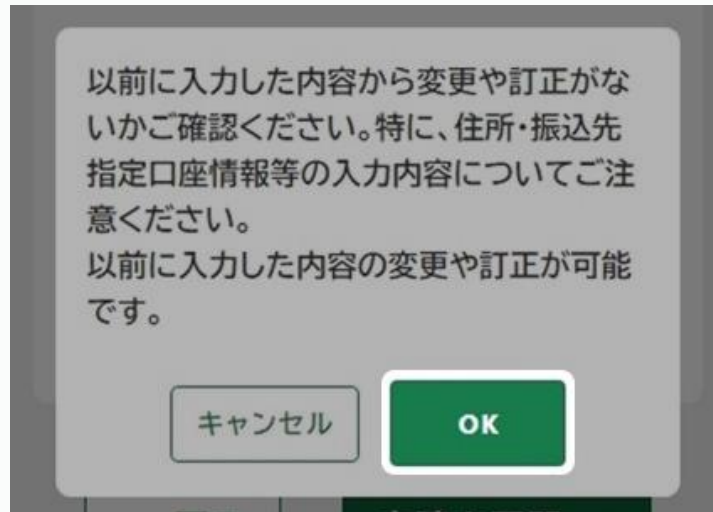 以前に入力した内容から変更や訂正がな
いかご確認ください。特に、住所・振込先
指定口座情報等の入力内容についてご注
意ください。
以前に入力した内容の変更や訂正が可能
です。
キャンセル
OK